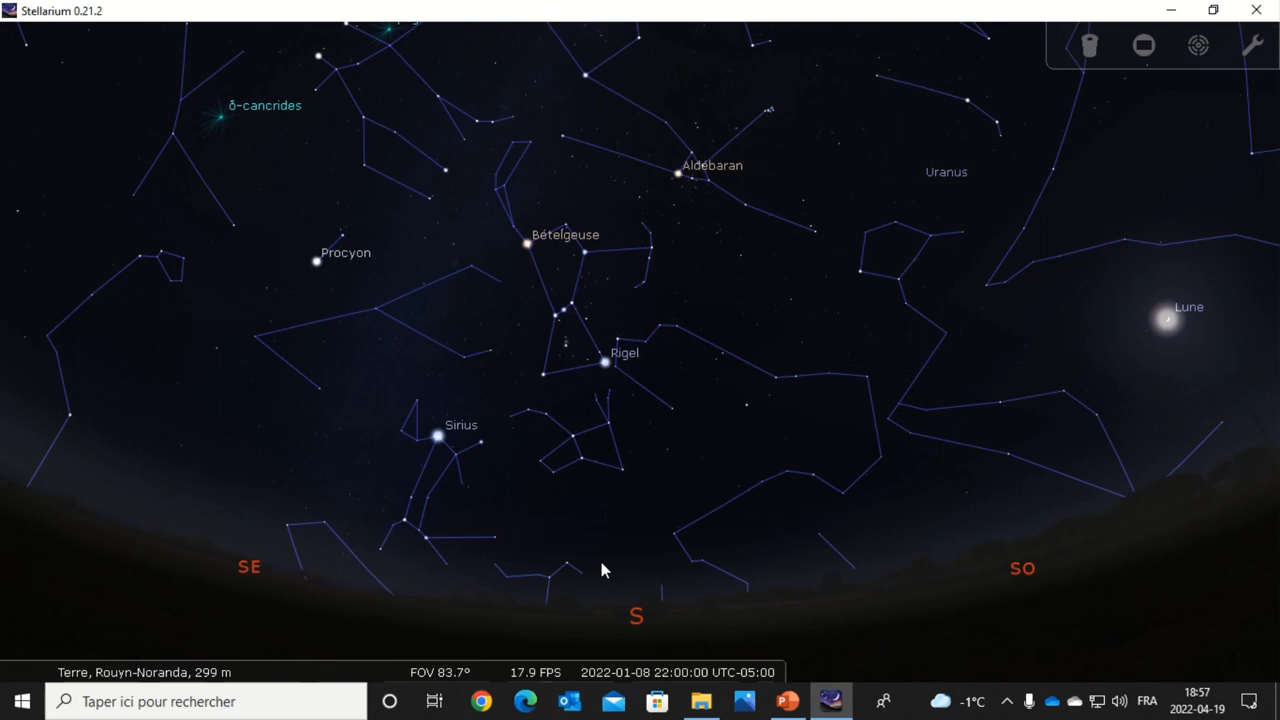 Stellarium 0.21.2
δ-cancrides
Aldébaran
Uranus
Bételgeuse
Procyon
Lune
Rigel
Sirius
SE
SO
S
Terre, Rouyn-Noranda, 299 m
FOV 83.7°
17.9 FPS
2022-01-08 22:00:00 UTC-05:00
Taper ici pour rechercher
-1°C
FRA
18:57
2022-04-19